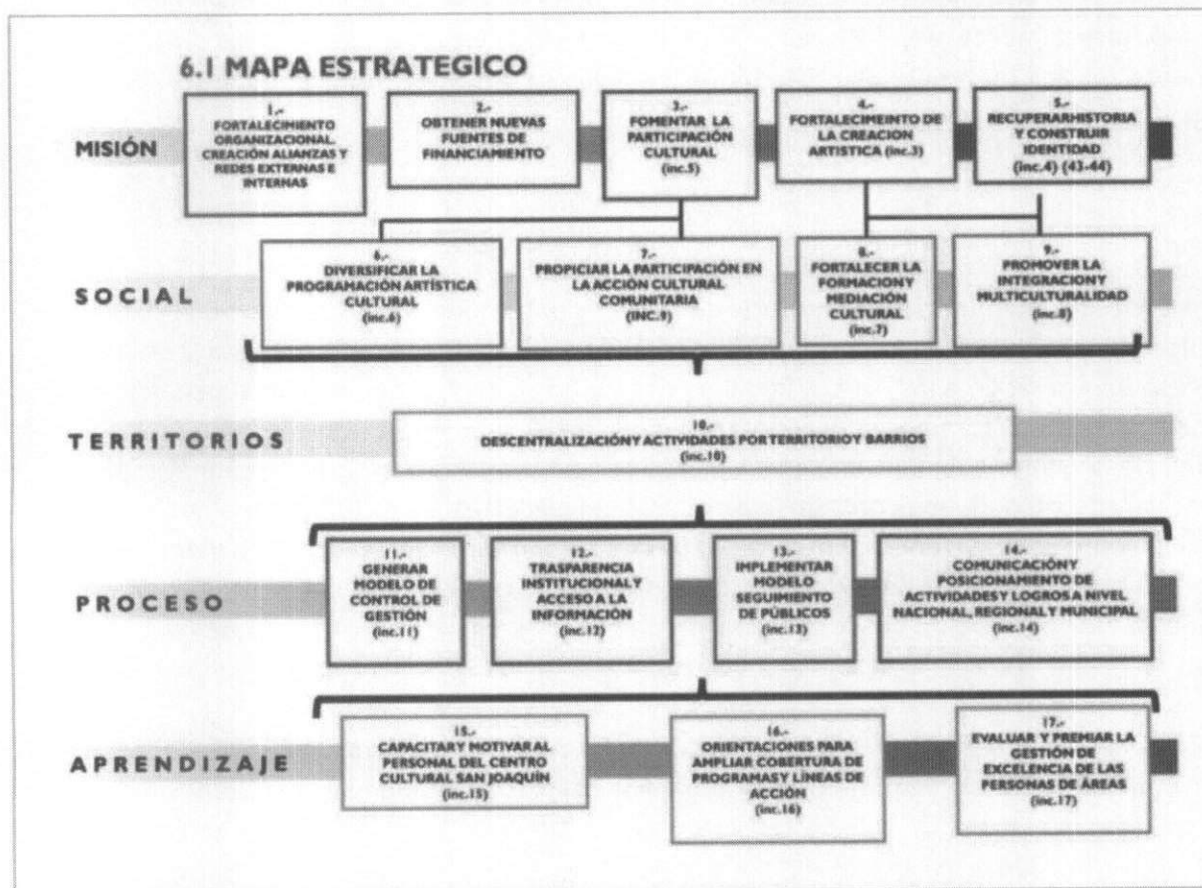 6.1 MAPA ESTRATEGICO
MISIÓN
1.-
FORTALECIMIENTO
ORGANIZACIONAL.
CREACIÓN ALIANZAS Y
REDES EXTERNAS E
INTERNAS
2.-
OBTENER NUEVAS
FUENTES DE
FINANCIAMIENTO
3.-
FOMENTAR LA
PARTICIPACIÓN
CULTURAL
(inc.5)
4.-
FORTALECIMEINTO DE
LA CREACION
ARTISTICA (inc.3)
5.-
RECUPERARHISTORIA
Y CONSTRUIR
IDENTIDAD
(inc.4) (43-44)
SOCIAL
6.-
DIVERSIFICAR LA
PROGRAMACIÓN ARTÍSTICA
CULTURAL
(inc.6)
7.-
PROPICIAR LA PARTICIPACIÓN EN
LA ACCIÓN CULTURAL
COMUNITARIA
(INC.9)
8.-
FORTALECER LA
FORMACION Y
MEDIACIÓN
CULTURAL
(inc.7)
9.-
PROMOVER LA
INTEGRACION Y
MULTICULTURALIDAD
(inc.8)
TERRITORIOS
10.-
DESCENTRALIZACIÓN Y ACTIVIDADES POR TERRITORIO Y BARRIOS
(inc.10)
PROCESO
11.-
GENERAR
MODELO DE
CONTROL DE
GESTIÓN
(inc.11)
12.-
TRASPARENCIA
INSTITUCIONAL Y
ACCESO A LA
INFORMACIÓN
(inc.12)
13.-
IMPLEMENTAR
MODELO
SEGUIMIENTO
DE PÚBLICOS
(inc.13)
14.-
COMUNICACIÓN Y
POSICIONAMIENTO DE
ACTIVIDADES Y LOGROS A NIVEL
NACIONAL, REGIONAL Y MUNICIPAL
(inc.14)
APRENDIZAJE
15.-
CAPACITAR Y MOTIVAR AL
PERSONAL DEL CENTRO
CULTURAL SAN JOAQUÍN
(inc.15)
16.-
ORIENTACIONES PARA
AMPLIAR COBERTURA DE
PROGRAMAS Y LÍNEAS DE
ACCIÓN
(inc.16)
17.-
EVALUAR Y PREMIAR LA
GESTIÓN DE
EXCELENCIA DE LAS
PERSONAS DE ÁREAS
(inc.17)